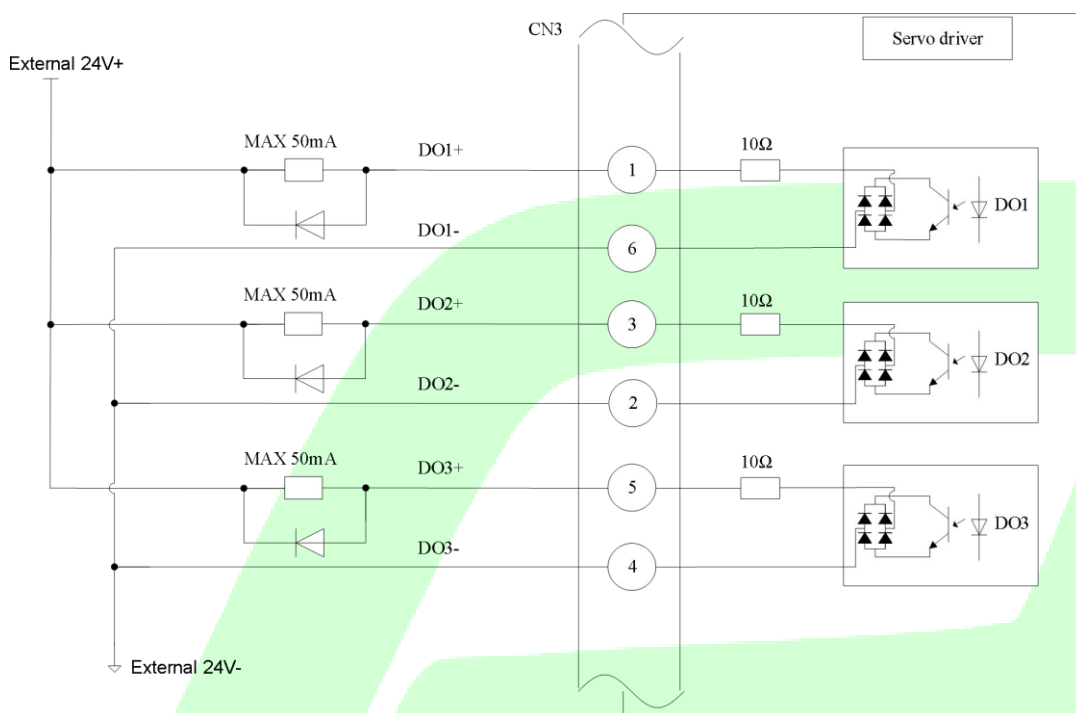 CN3
Servo driver
External 24V+
MAX 50mA
DO1+
1
10Ω
DO1
DO1-
6
MAX 50mA
DO2+
3
10Ω
DO2
DO2-
2
MAX 50mA
DO3+
5
10Ω
DO3
DO3-
4
External 24V-